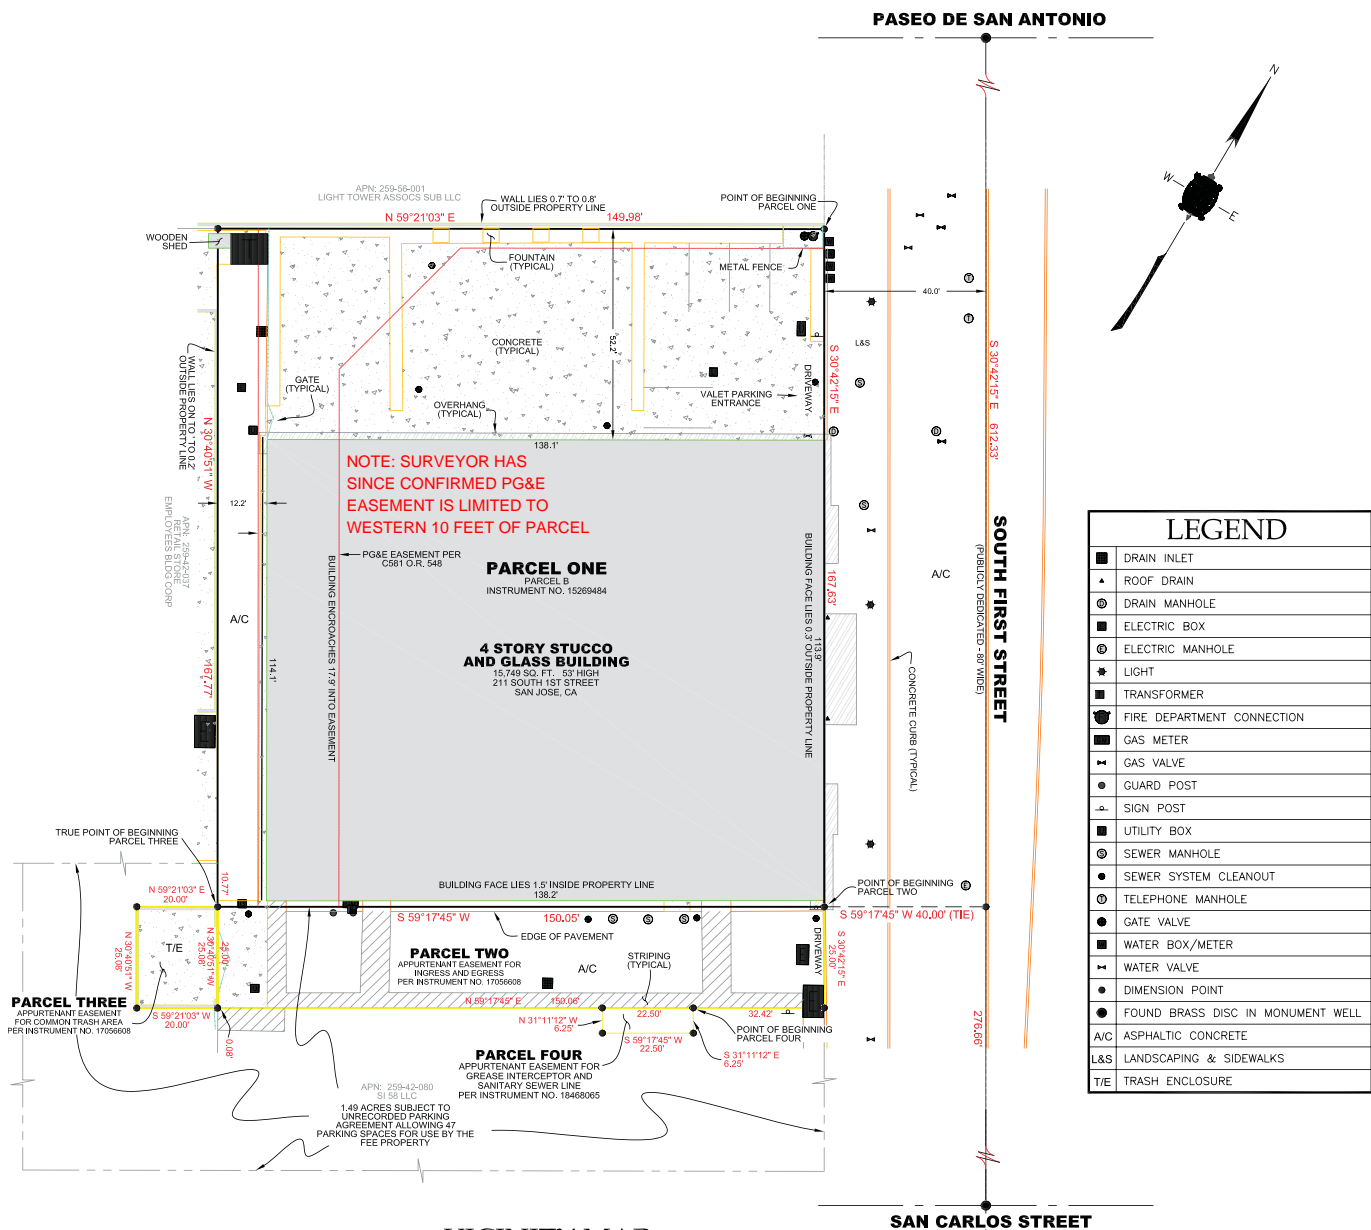 PASEO DE SAN ANTONIO
N
W
E
APN: 259-56-001
LIGHT TOWER ASSOCS SUB LLC
WALL LIES 0.7' TO 0.8'
OUTSIDE PROPERTY LINE
POINT OF BEGINNING
PARCEL ONE
N 59°21'03" E
149.98'
WOODEN
SHED
FOUNTAIN
(TYPICAL)
METAL FENCE
40.0'
52.2'
L&S
CONCRETE
(TYPICAL)
GATE
(TYPICAL)
VALET PARKING
ENTRANCE
DRIVEWAY
S 30°42'15" E
S 30°42'15" E 612.33'
OVERHANG
(TYPICAL)
WALL LIES ON TO ' TO 0.2'
OUTSIDE PROPERTY LINE
N 30°40'51" W
138.1'
NOTE: SURVEYOR HAS
SINCE CONFIRMED PG&E
EASEMENT IS LIMITED TO
WESTERN 10 FEET OF PARCEL
12.2'
APN: 259-42-037
RETAIL STORE
EMPLOYEES BLDG CORP
PG&E EASEMENT PER
C581 O.R. 548
PARCEL ONE
PARCEL B
INSTRUMENT NO. 15269484
BUILDING ENCROACHES 17.9' INTO EASEMENT
BUILDING FACE LIES 0.3' OUTSIDE PROPERTY LINE
167.63'
113.9'
A/C
A/C
SOUTH FIRST STREET
(PUBLICLY DEDICATED - 80' WIDE)
4 STORY STUCCO
AND GLASS BUILDING
15,749 SQ. FT. 53' HIGH
211 SOUTH 1ST STREET
SAN JOSE, CA
114.1'
167.77'
CONCRETE CURB (TYPICAL)
LEGEND
DRAIN INLET
ROOF DRAIN
D DRAIN MANHOLE
ELECTRIC BOX
E ELECTRIC MANHOLE
LIGHT
TRANSFORMER
FIRE DEPARTMENT CONNECTION
GAS METER
GAS VALVE
GUARD POST
SIGN POST
UTILITY BOX
S SEWER MANHOLE
SEWER SYSTEM CLEANOUT
T TELEPHONE MANHOLE
GATE VALVE
WATER BOX/METER
WATER VALVE
DIMENSION POINT
FOUND BRASS DISC IN MONUMENT WELL
A/C ASPHALTIC CONCRETE
L&S LANDSCAPING & SIDEWALKS
T/E TRASH ENCLOSURE
TRUE POINT OF BEGINNING
PARCEL THREE
10.77'
N 59°21'03" E
20.00'
BUILDING FACE LIES 1.5' INSIDE PROPERTY LINE
138.2'
POINT OF BEGINNING
PARCEL TWO
S 59°17'45" W
150.05'
S 59°17'45" W 40.00' (TIE)
EDGE OF PAVEMENT
N 30°40'51" W
25.08'
T/E
N 30°40'51" W
25.08'
25.00'
PARCEL TWO
APPURTENANT EASEMENT FOR
INGRESS AND EGRESS
PER INSTRUMENT NO. 17056608
A/C
STRIPING
(TYPICAL)
DRIVEWAY
S 30°42'15" E
25.00'
PARCEL THREE
APPURTENANT EASEMENT
FOR COMMON TRASH AREA
PER INSTRUMENT NO. 17056608
S 59°21'03" W
20.00'
0.08'
N 59°17'45" E
150.06'
22.50'
32.42'
N 31°11'12" W
6.25'
S 59°17'45" W
22.50'
POINT OF BEGINNING
PARCEL FOUR
S 31°11'12" E
6.25'
276.66'
PARCEL FOUR
APPURTENANT EASEMENT FOR
GREASE INTERCEPTOR AND
SANITARY SEWER LINE
PER INSTRUMENT NO. 18468065
APN: 259-42-080
SI 58 LLC
1.49 ACRES SUBJECT TO
UNRECORDED PARKING
AGREEMENT ALLOWING 47
PARKING SPACES FOR USE BY THE
FEE PROPERTY
SAN CARLOS STREET